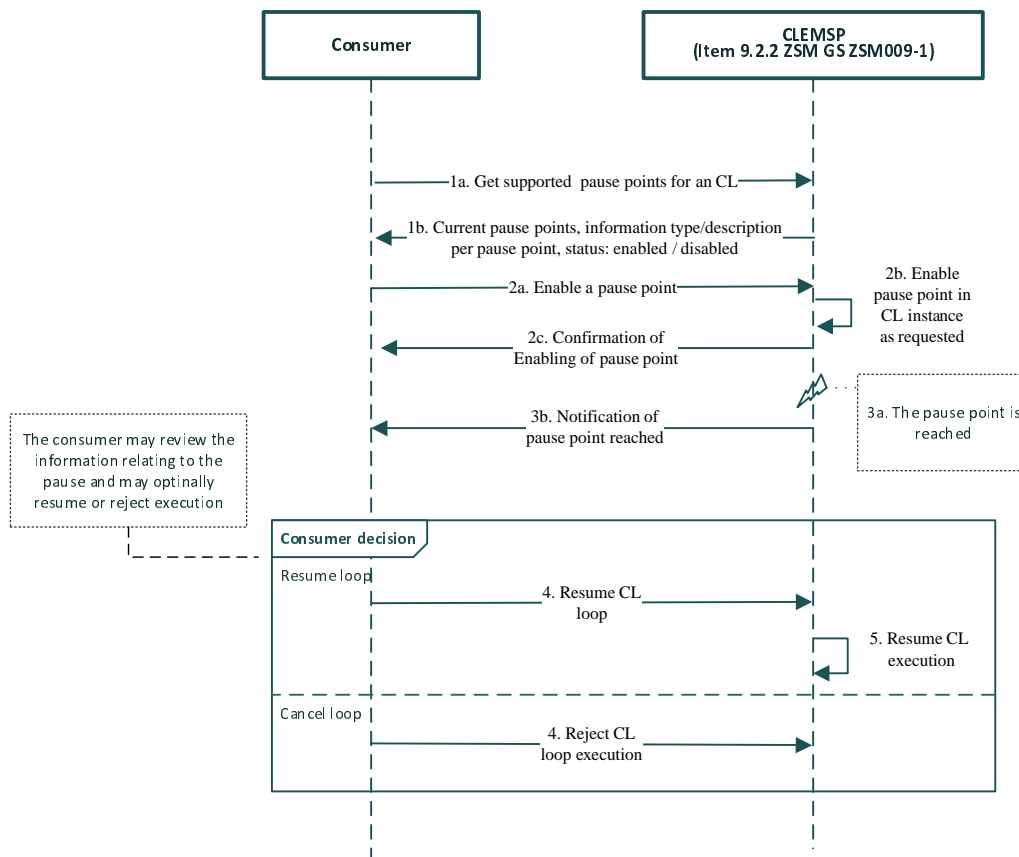 Consumer
CLEMSP
(Item 9.2.2 ZSM GS ZSM009-1)
1a. Get supported pause points for an CL
1b. Current pause points, information type/description
per pause point, status: enabled / disabled
2a. Enable a pause point
2b. Enable
pause point in
CL instance
as requested
2c. Confirmation of
Enabling of pause point
3a. The pause point is
reached
3b. Notification of
pause point reached
The consumer may review the
information relating to the
pause and may optinally
resume or reject execution
Consumer decision
Resume loop
4. Resume CL
loop
5. Resume CL
execution
Cancel loop
4. Reject CL
loop execution